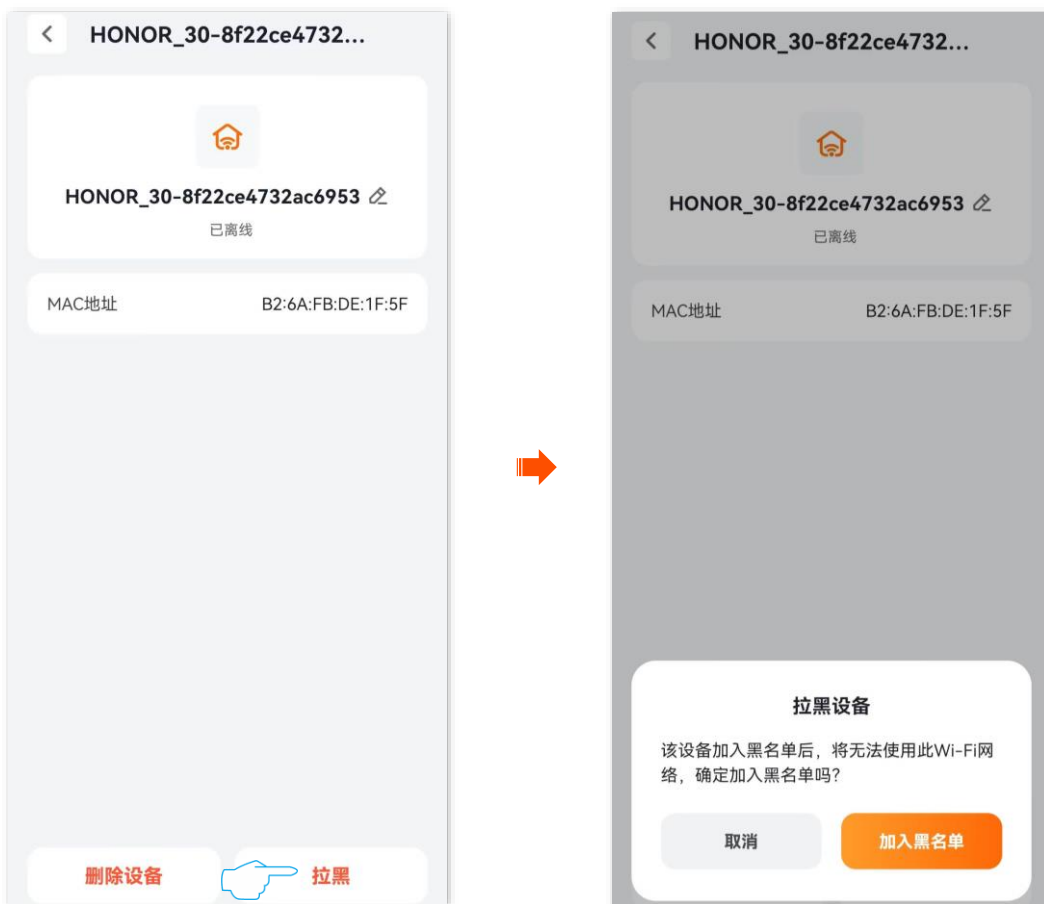 HONOR_30-8f22ce4732...
HONOR_30-8f22ce4732ac6953
已离线
MAC地址 B2:6A:FB:DE:1F:5F
删除设备 拉黑
HONOR_30-8f22ce4732...
HONOR_30-8f22ce4732ac6953
已离线
MAC地址 B2:6A:FB:DE:1F:5F
拉黑设备
该设备加入黑名单后，将无法使用此Wi-Fi网
络，确定加入黑名单吗?
取消 加入黑名单